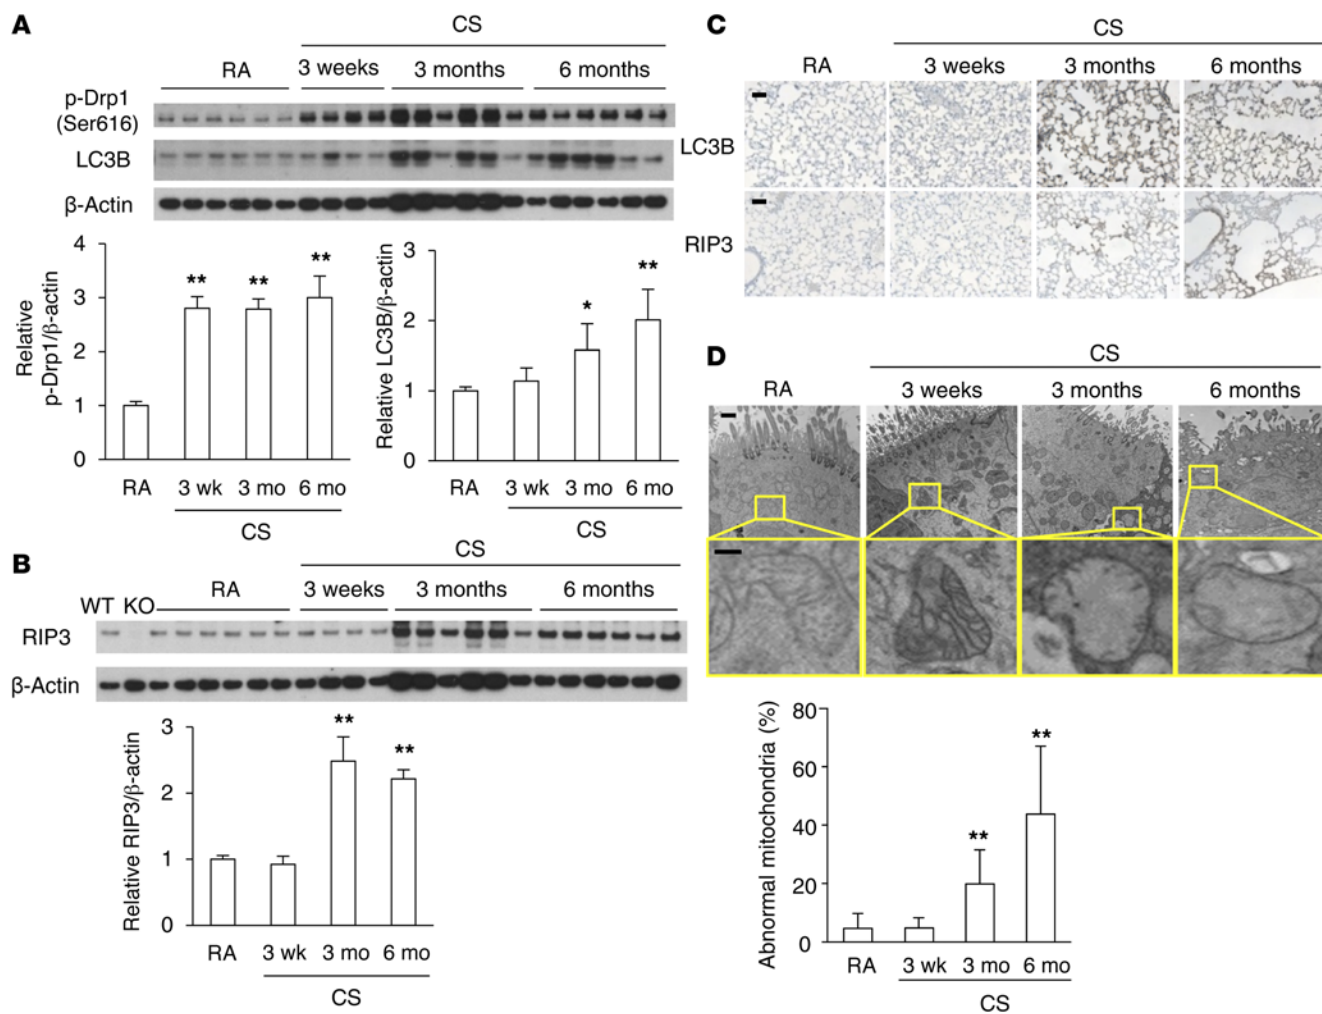 A
CS
RA 3 weeks 3 months 6 months
p-Drp1
(Ser616)
LC3B
β-Actin
Relative
p-Drp1/β-actin
4
3
2
1
0
** ** **
RA 3 wk 3 mo 6 mo
CS
Relative LC3B/β-actin
3
2
1
0
* **
RA 3 wk 3 mo 6 mo
CS
B
CS
WT KO RA 3 weeks 3 months 6 months
RIP3
β-Actin
Relative RIP3/β-actin
3
2
1
0
** **
RA 3 wk 3 mo 6 mo
CS
C
CS
RA 3 weeks 3 months 6 months
LC3B
RIP3
D
CS
RA 3 weeks 3 months 6 months
Abnormal mitochondria (%)
80
60
40
20
0
** **
RA 3 wk 3 mo 6 mo
CS